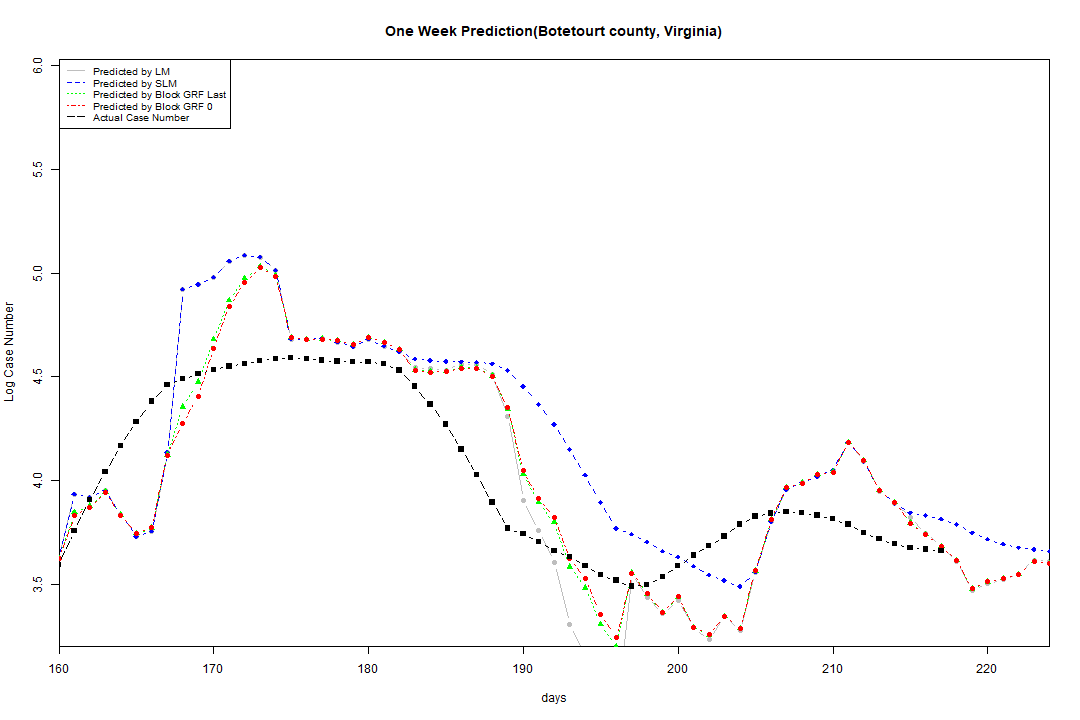 One Week Prediction(Botetourt county, Virginia)
Predicted by LM
Predicted by SLM
Predicted by Block GRF Last
Predicted by Block GRF 0
Actual Case Number
6.0
5.5
5.0
4.5
4.0
3.5
Log Case Number
160 170 180 190 200 210 220
days